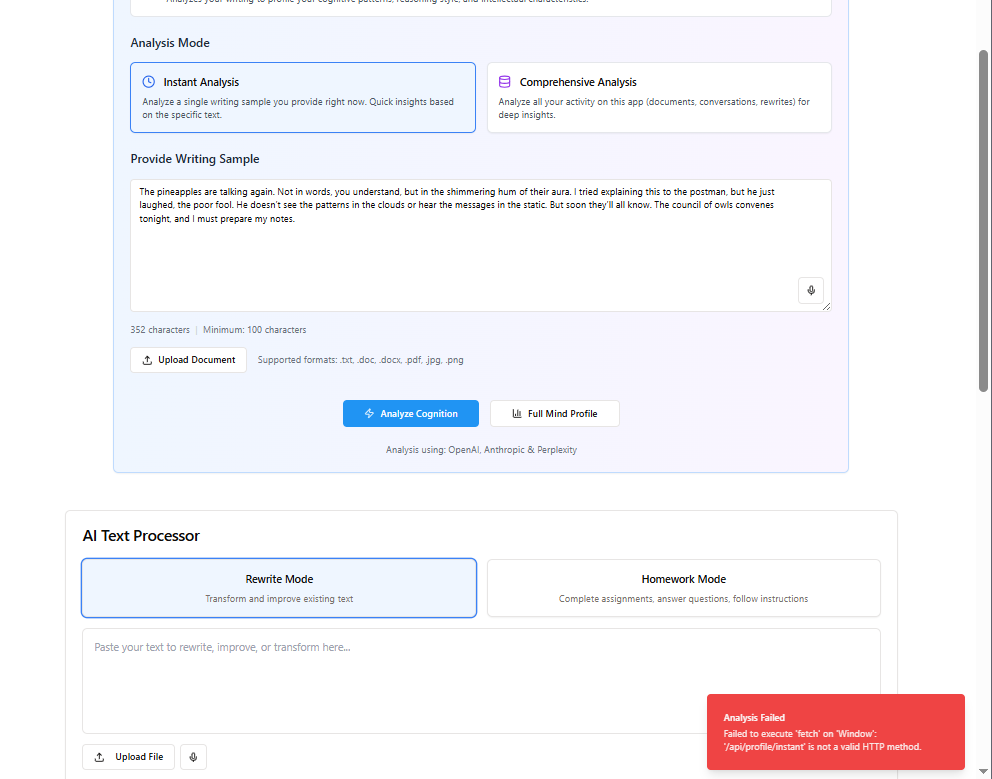 Analyzes your writing to profile your cognitive patterns, reasoning style, and intellectual characteristics.
Analysis Mode
Instant Analysis
Analyze a single writing sample you provide right now. Quick insights based
on the specific text.
Comprehensive Analysis
Analyze all your activity on this app (documents, conversations, rewrites) for
deep insights.
Provide Writing Sample
The pineapples are talking again. Not in words, you understand, but in the shimmering hum of their aura. I tried explaining this to the postman, but he just
laughed, the poor fool. He doesn't see the patterns in the clouds or hear the messages in the static. But soon they'll all know. The council of owls convenes
tonight, and I must prepare my notes.
352 characters | Minimum: 100 characters
Upload Document
Supported formats: .txt, .doc, .docx, .pdf, .jpg, .png
Analyze Cognition
Full Mind Profile
Analysis using: OpenAI, Anthropic & Perplexity
AI Text Processor
Rewrite Mode
Transform and improve existing text
Homework Mode
Complete assignments, answer questions, follow instructions
Paste your text to rewrite, improve, or transform here...
Upload File
Analysis Failed
Failed to execute 'fetch' on 'Window':
'/api/profile/instant' is not a valid HTTP method.